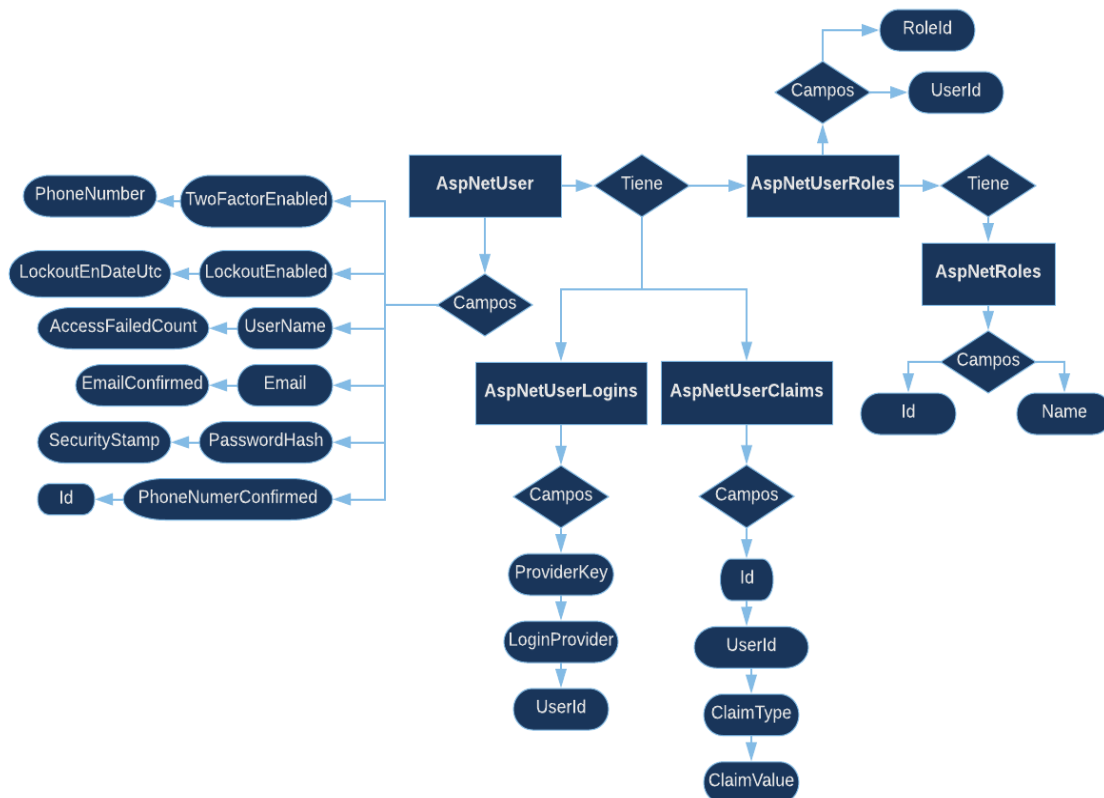 RoleId
Campos
UserId
AspNetUser
Tiene
AspNetUserRoles
Tiene
PhoneNumber
TwoFactorEnabled
AspNetRoles
LockoutEnDateUtc
LockoutEnabled
Campos
AccessFailedCount
UserName
Campos
EmailConfirmed
Email
AspNetUserLogins
AspNetUserClaims
Id
Name
SecurityStamp
PasswordHash
Id
PhoneNumerConfirmed
Campos
Campos
ProviderKey
Id
LoginProvider
UserId
UserId
ClaimType
ClaimValue